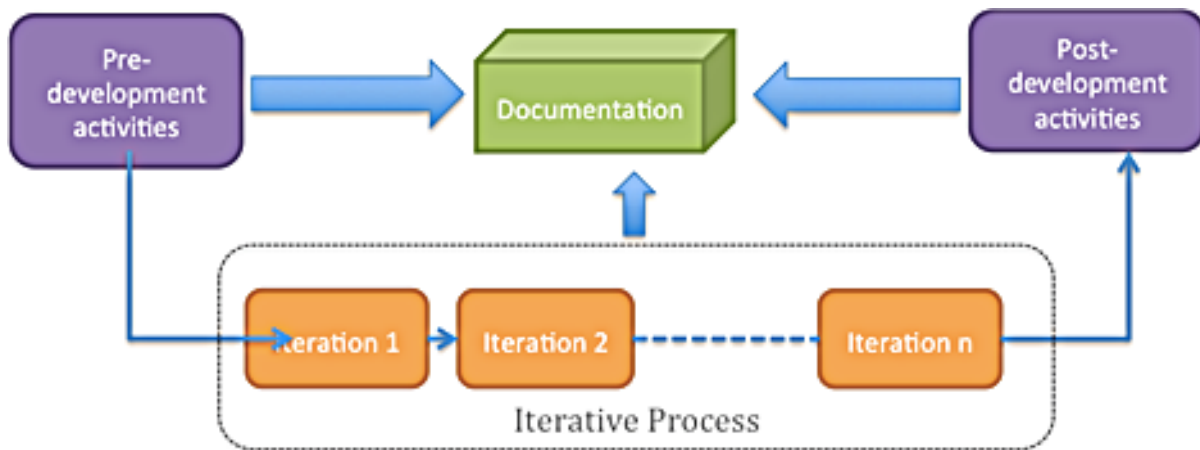 Pre-
development
activities
Documentation
Post-
development
activities
Iteration 1
Iteration 2
Iteration n
Iterative Process